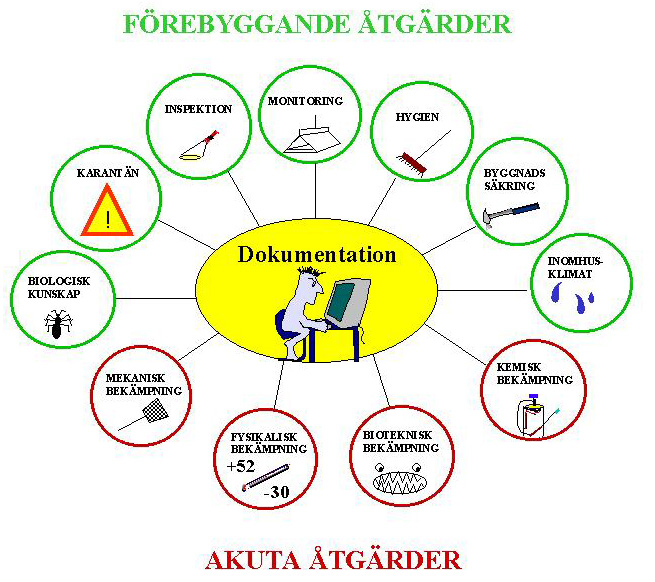 FÖREBYGGANDE ÅTGÄRDER
INSPEKTION
MONITORING
HYGIEN
KARANTÄN
!
BYGGNADS
SÄKRING
BIOLOGISK
KUNSKAP
Dokumentation
INOMHUS-
KLIMAT
MEKANISK
BEKÄMPNING
FYSIKALISK
BEKÄMPNING
+52
-30
BIOTEKNISK
BEKÄMPNING
KEMISK
BEKÄMPNING
AKUTA ÅTGÄRDER